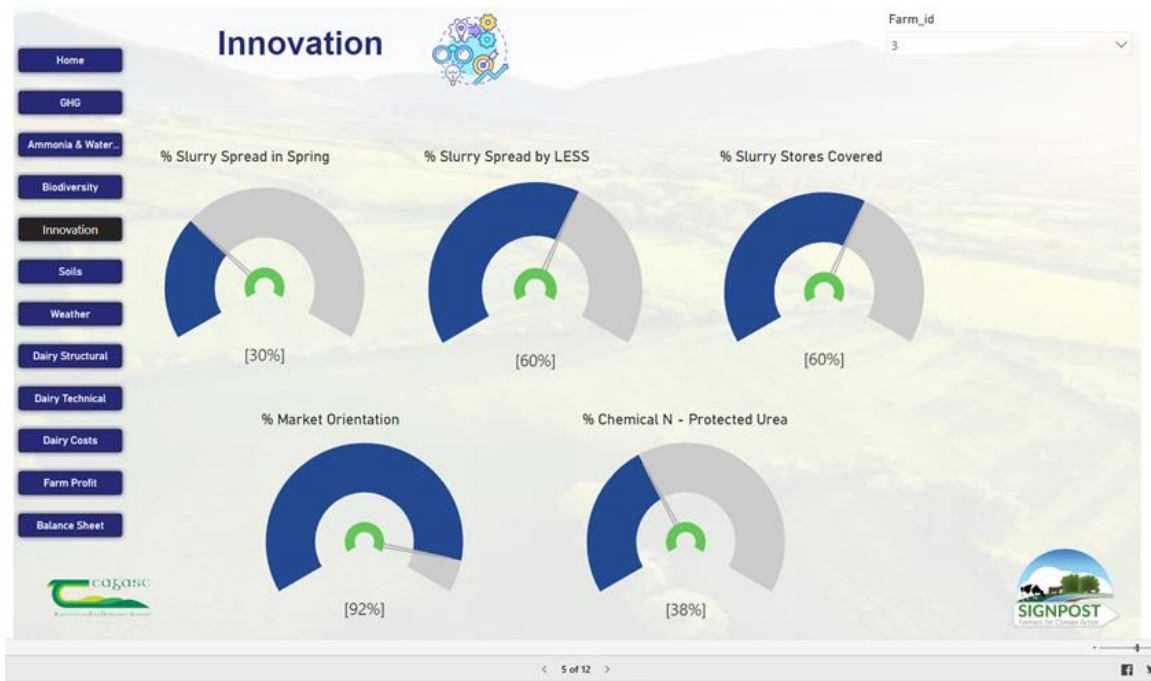 Innovation
Farm_id
3
Home
GHG
Ammonia & Water...
Biodiversity
Innovation
Soils
Weather
Dairy Structural
Dairy Technical
Dairy Costs
Farm Profit
Balance Sheet
% Slurry Spread in Spring
[30%]
% Slurry Spread by LESS
[60%]
% Slurry Stores Covered
[60%]
% Market Orientation
[92%]
% Chemical N - Protected Urea
[38%]
eagasc
SIGNPOST
Farmers for Climate Action
5 of 12